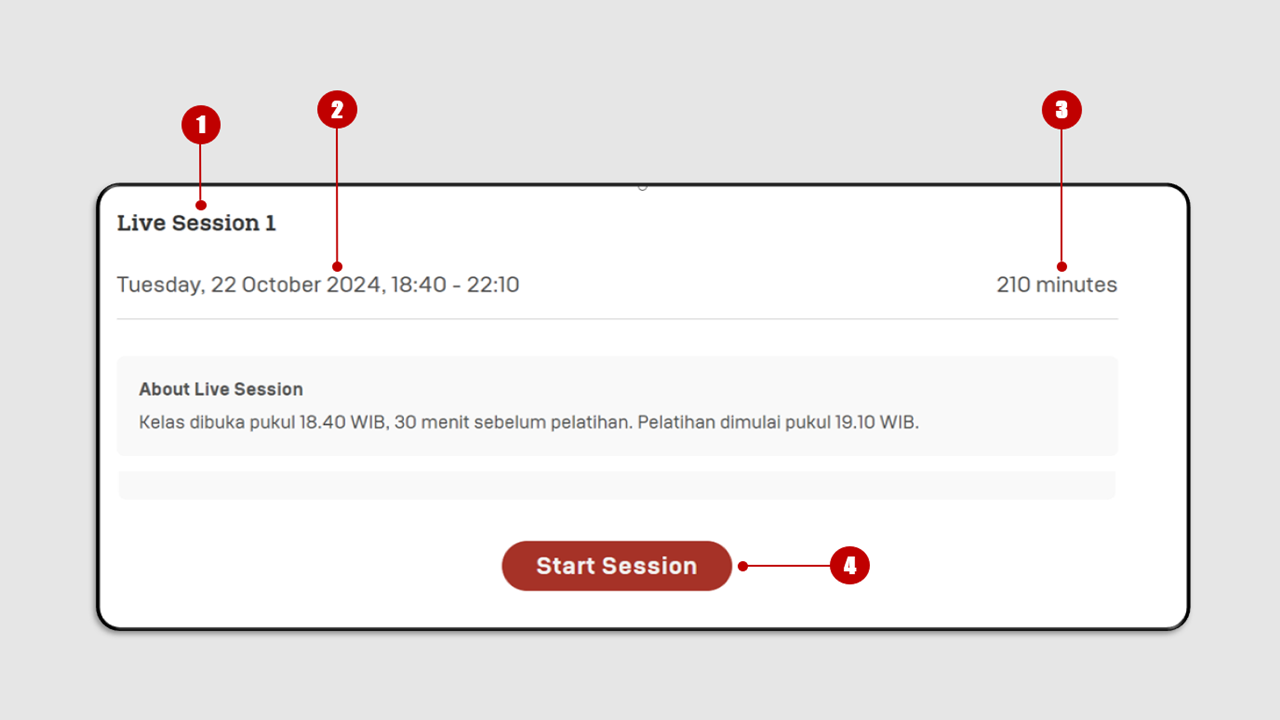 1
2
3
Live Session 1
Tuesday, 22 October 2024, 18:40 - 22:10
210 minutes
About Live Session
Kelas dibuka pukul 18.40 WIB, 30 menit sebelum pelatihan. Pelatihan dimulai pukul 19.10 WIB.
Start Session
4